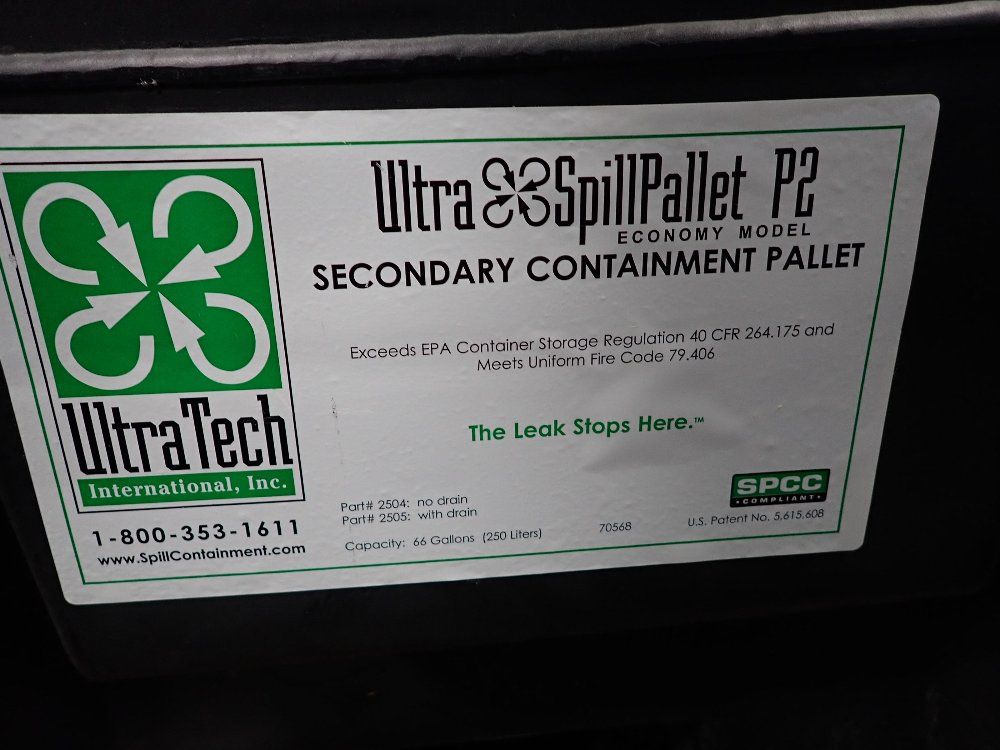 Ultra SpillPallet P2
ECONOMY MODEL
SECONDARY CONTAINMENT PALLET
Exceeds EPA Container Storage Regulation 40 CFR 264.175 and
Meets Uniform Fire Code 79.406
The Leak Stops Here.™
UltraTech
International, Inc.
1-800-353-1611
www.SpillContainment.com
Part# 2504: no drain
Part# 2505: with drain
Capacity: 66 Gallons (250 Liters)
70568
SPCC
COMPLIANT
U.S. Patent No. 5,615,608